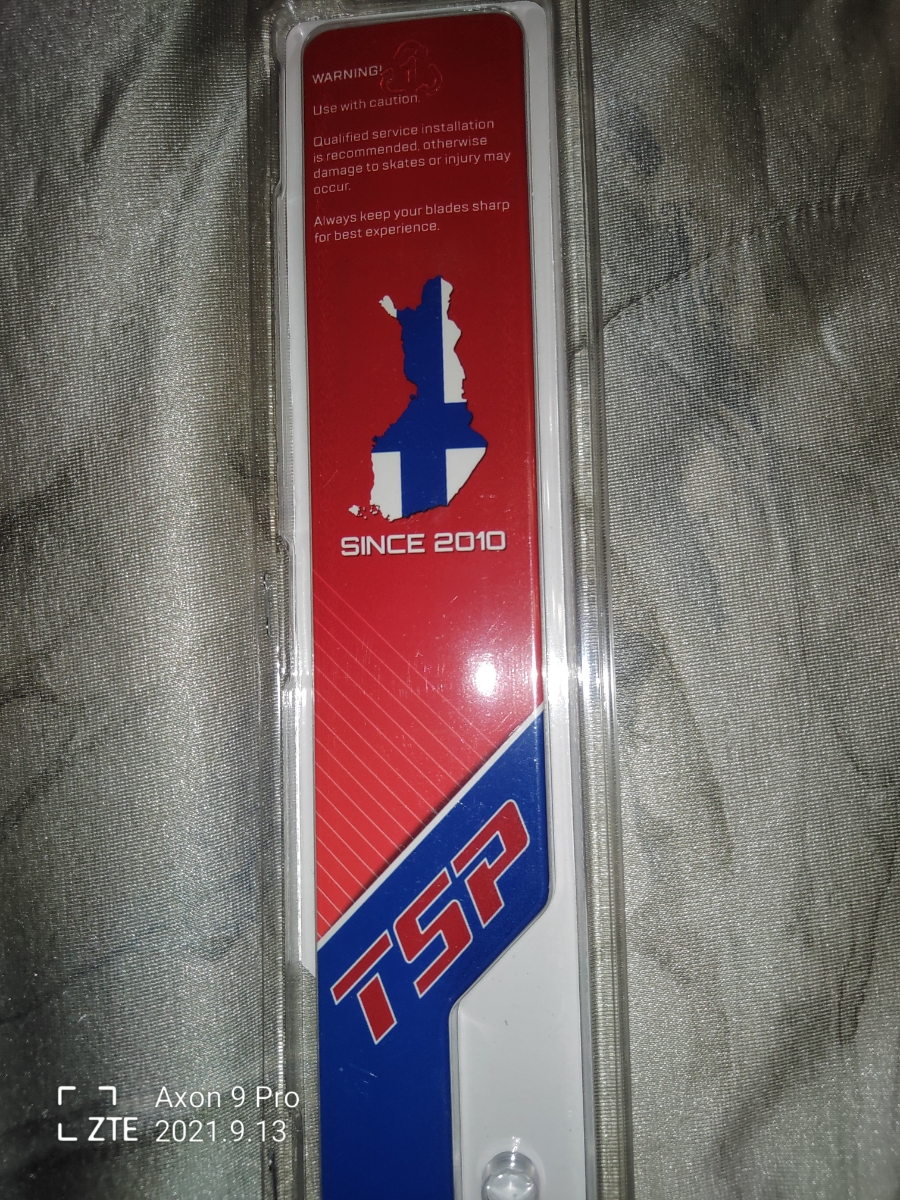 WARNING!
1
Use with caution.
Qualified service installation
is recommended, otherwise
damage to skates or injury may
occur.
Always keep your blades sharp
for best experience.
SINCE 2010
TSP
Axon 9 Pro
ZTE 2021.9.13